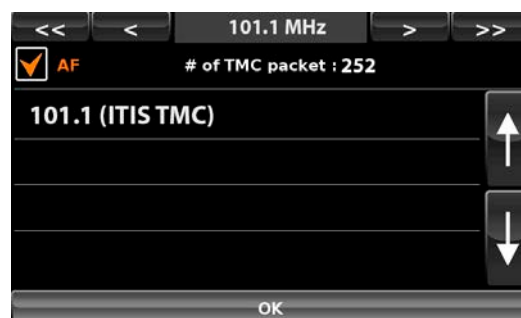 << < 101.1 MHz > >>
AF # of TMC packet : 252
101.1 (ITIS TMC)
OK